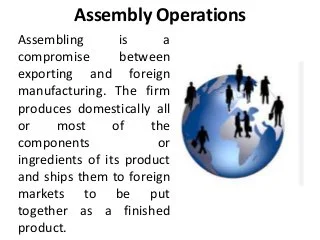 Assembly Operations
Assembling is a
compromise between
exporting and foreign
manufacturing. The firm
produces domestically all
or most of the
components or
ingredients of its product
and ships them to foreign
markets to be put
together as a finished
product.